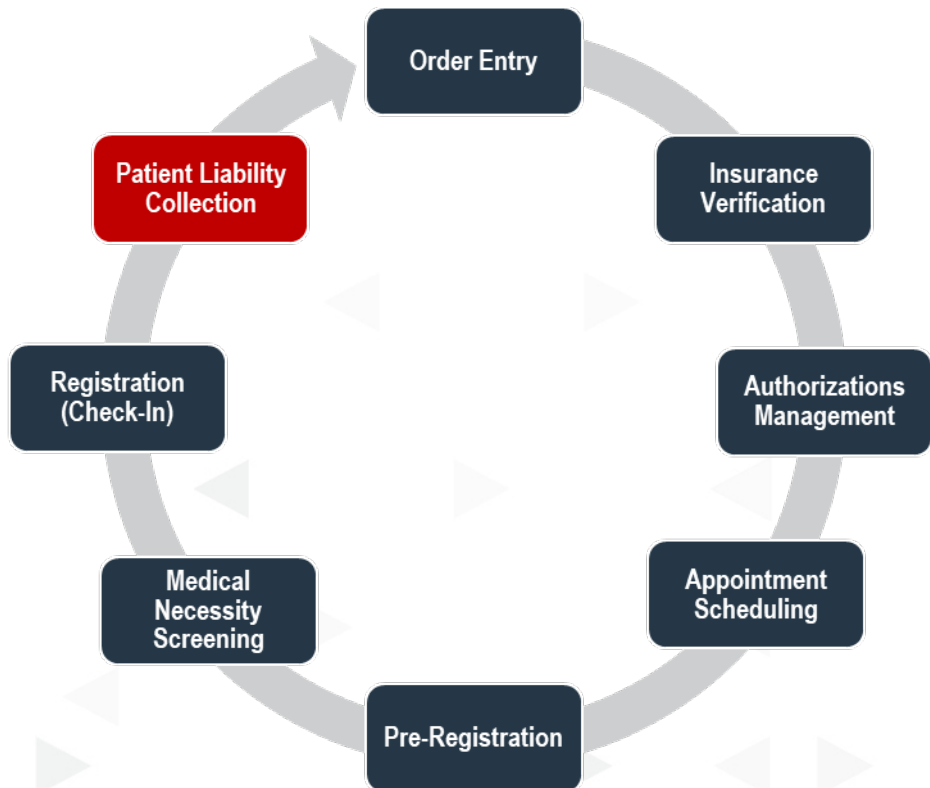 Order Entry
Insurance
Verification
Authorizations
Management
Appointment
Scheduling
Pre-Registration
Medical
Necessity
Screening
Registration
(Check-In)
Patient Liability
Collection